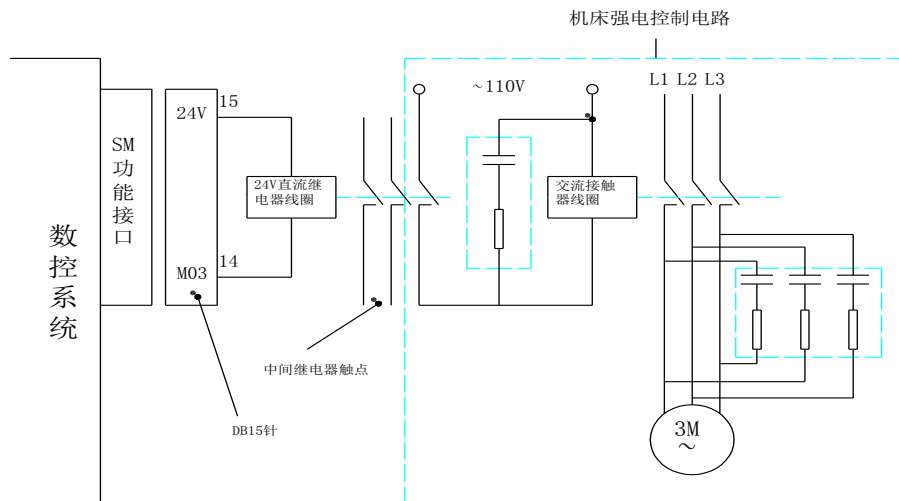 机床强电控制电路
数控系统
SM功能接口
24V
15
M03
14
24V直流继
电器线圈
~110V
交流接触
器线圈
L1 L2 L3
3M
~
中间继电器触点
DB15针